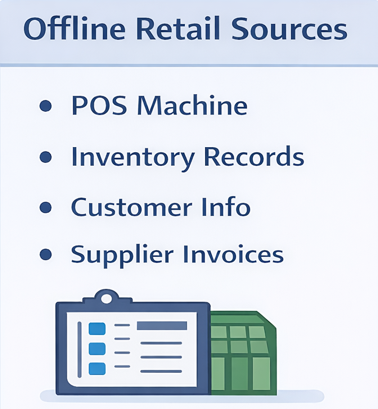 Offline Retail Sources
• POS Machine
• Inventory Records
• Customer Info
• Supplier Invoices